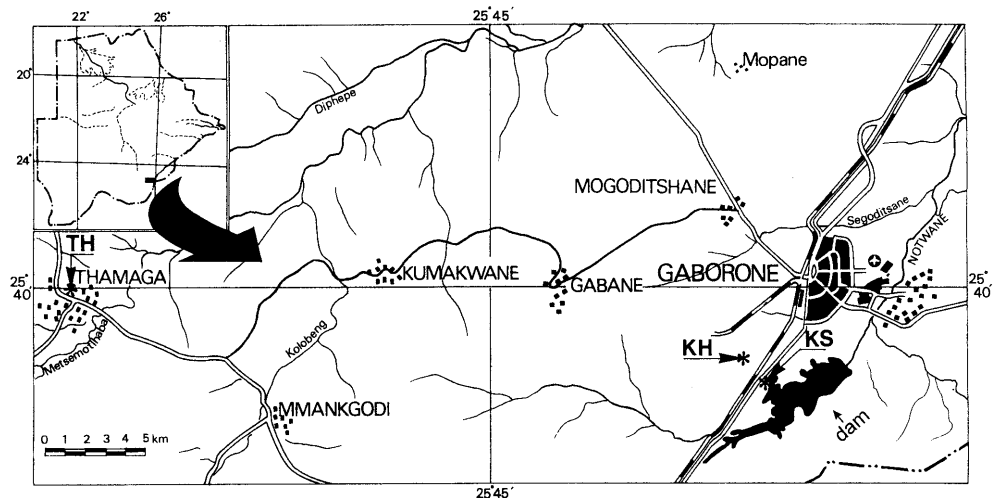 22°
26°
25°45'
20°
24°
Mopane
Diphepe
MOGODITSHANE
Segoditsane
NOTWANE
TH
THAMAGA
KUMAKWANE
GABANE
GABORONE
25°
40'
25°
40'
Metsemotlhaba
Kolobeng
KH
KS
MMANKGODI
dam
0 1 2 3 4 5 km
25°45'